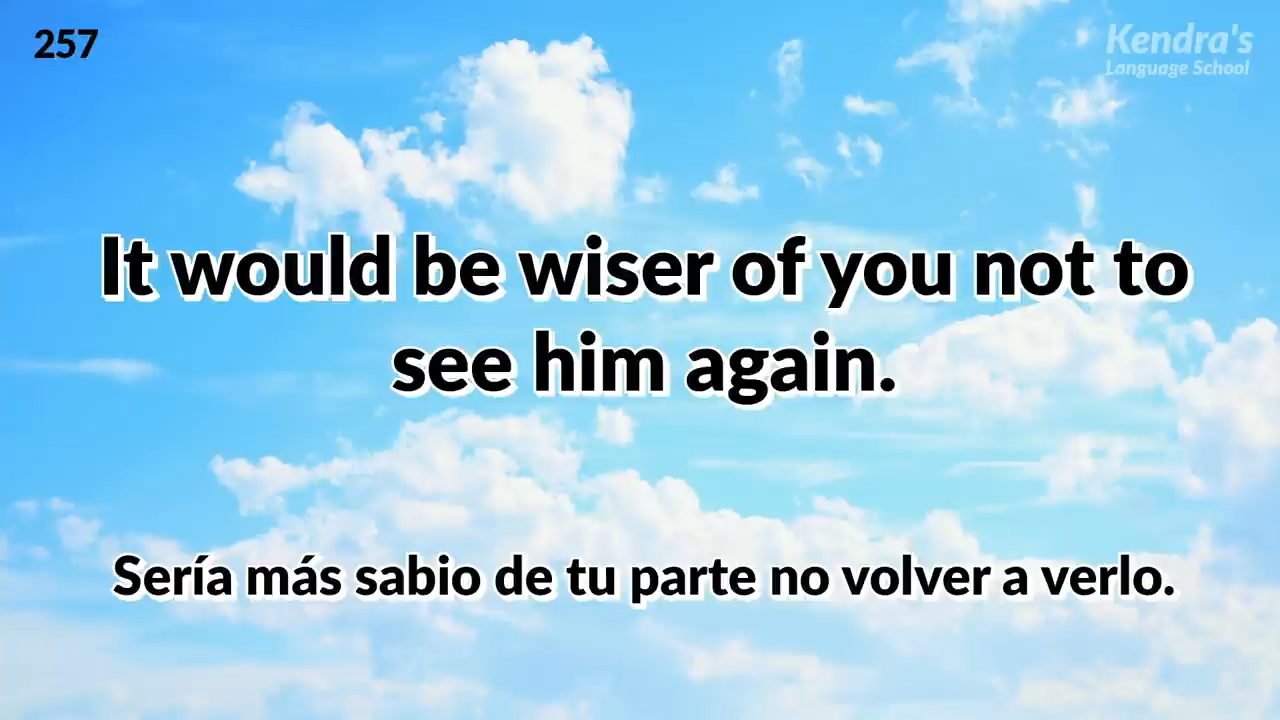 257
Kendra's
Language School
It would be wiser of you not to
see him again.
Sería más sabio de tu parte no volver a verlo.